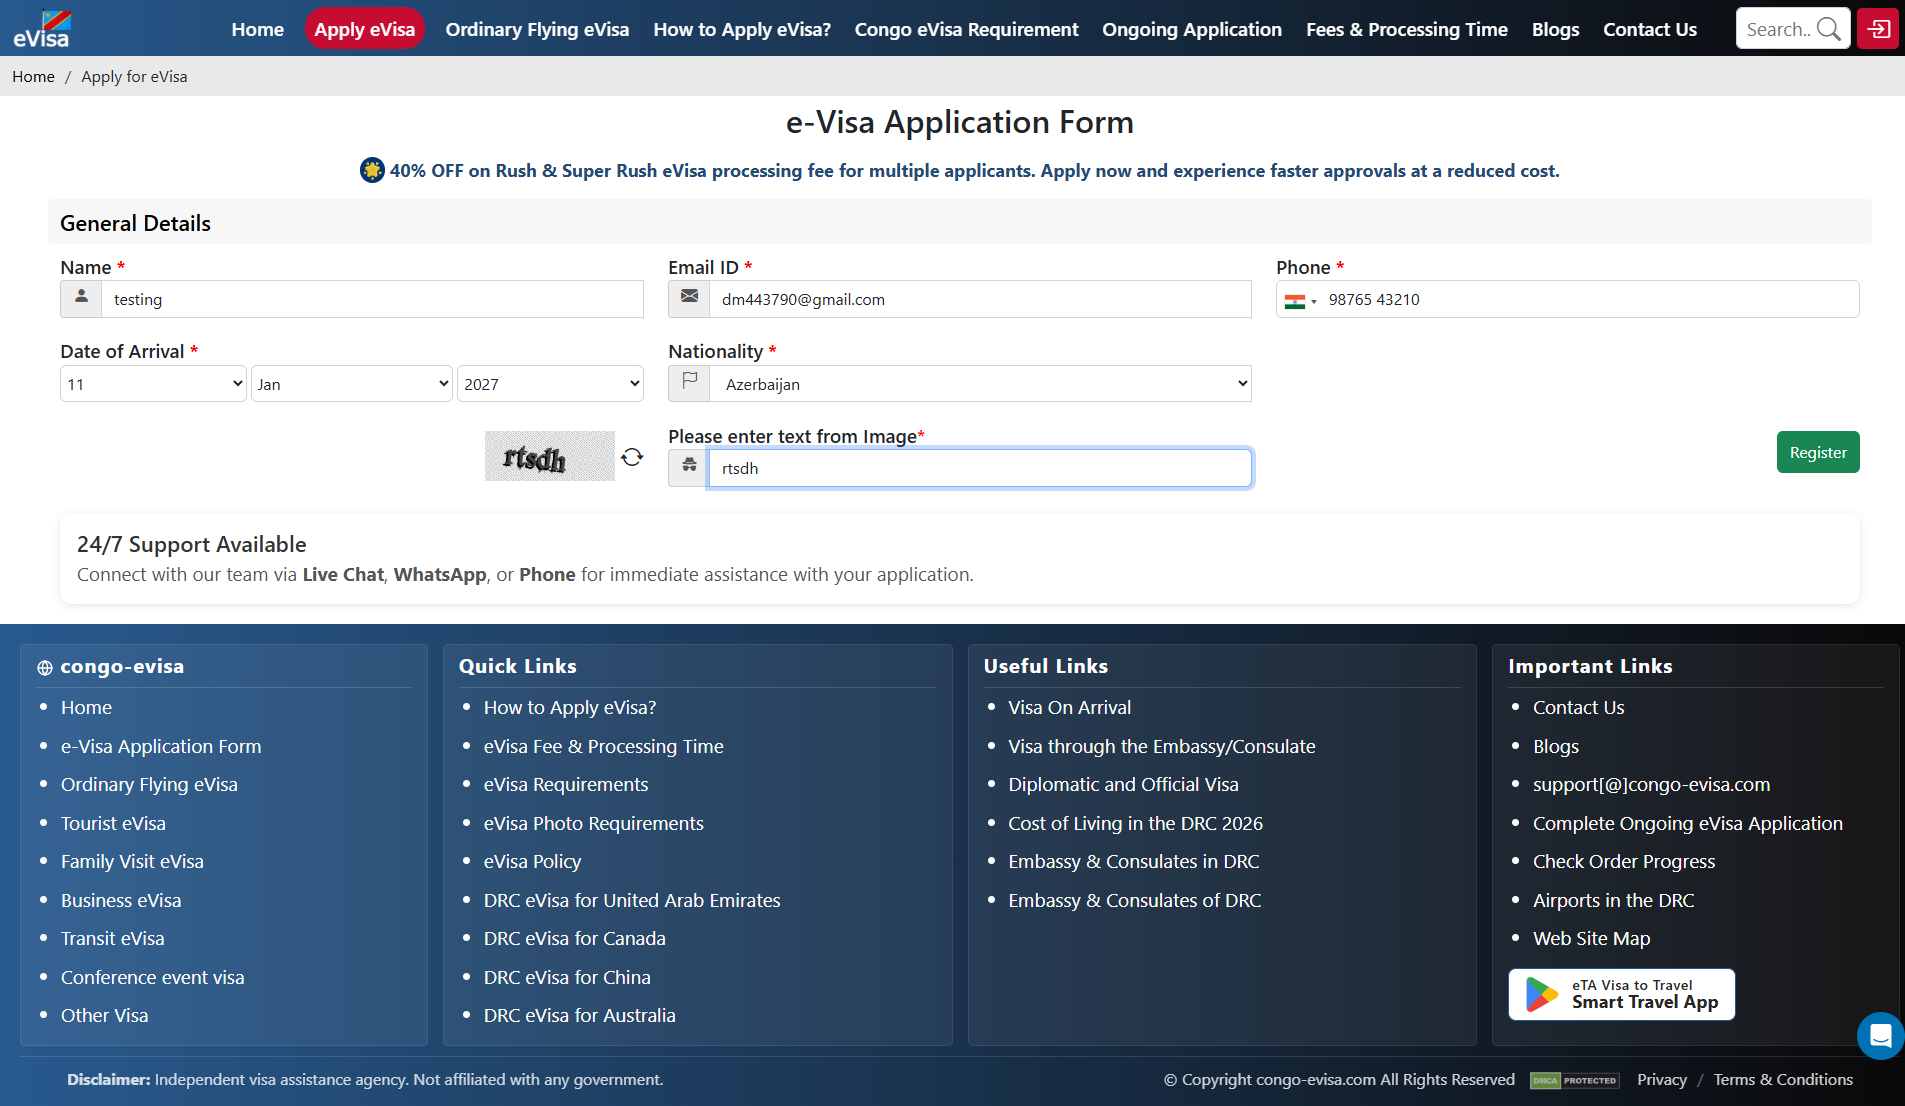 eVisa
Home
Apply eVisa
Ordinary Flying eVisa
How to Apply eVisa?
Congo eVisa Requirement
Ongoing Application
Fees & Processing Time
Blogs
Contact Us
Search..
Home / Apply for eVisa
e-Visa Application Form
40% OFF on Rush & Super Rush eVisa processing fee for multiple applicants. Apply now and experience faster approvals at a reduced cost.
General Details
Name *
testing
Email ID *
dm443790@gmail.com
Phone *
98765 43210
Date of Arrival *
11
Jan
2027
Nationality *
Azerbaijan
rtsdh
Please enter text from Image*
rtsdh
Register
24/7 Support Available
Connect with our team via Live Chat, WhatsApp, or Phone for immediate assistance with your application.
congo-evisa
Home
e-Visa Application Form
Ordinary Flying eVisa
Tourist eVisa
Family Visit eVisa
Business eVisa
Transit eVisa
Conference event visa
Other Visa
Quick Links
How to Apply eVisa?
eVisa Fee & Processing Time
eVisa Requirements
eVisa Photo Requirements
eVisa Policy
DRC eVisa for United Arab Emirates
DRC eVisa for Canada
DRC eVisa for China
DRC eVisa for Australia
Useful Links
Visa On Arrival
Visa through the Embassy/Consulate
Diplomatic and Official Visa
Cost of Living in the DRC 2026
Embassy & Consulates in DRC
Embassy & Consulates of DRC
Important Links
Contact Us
Blogs
support[@]congo-evisa.com
Complete Ongoing eVisa Application
Check Order Progress
Airports in the DRC
Web Site Map
eTA Visa to Travel
Smart Travel App
Disclaimer: Independent visa assistance agency. Not affiliated with any government.
© Copyright congo-evisa.com All Rights Reserved
DMCA PROTECTED
Privacy / Terms & Conditions